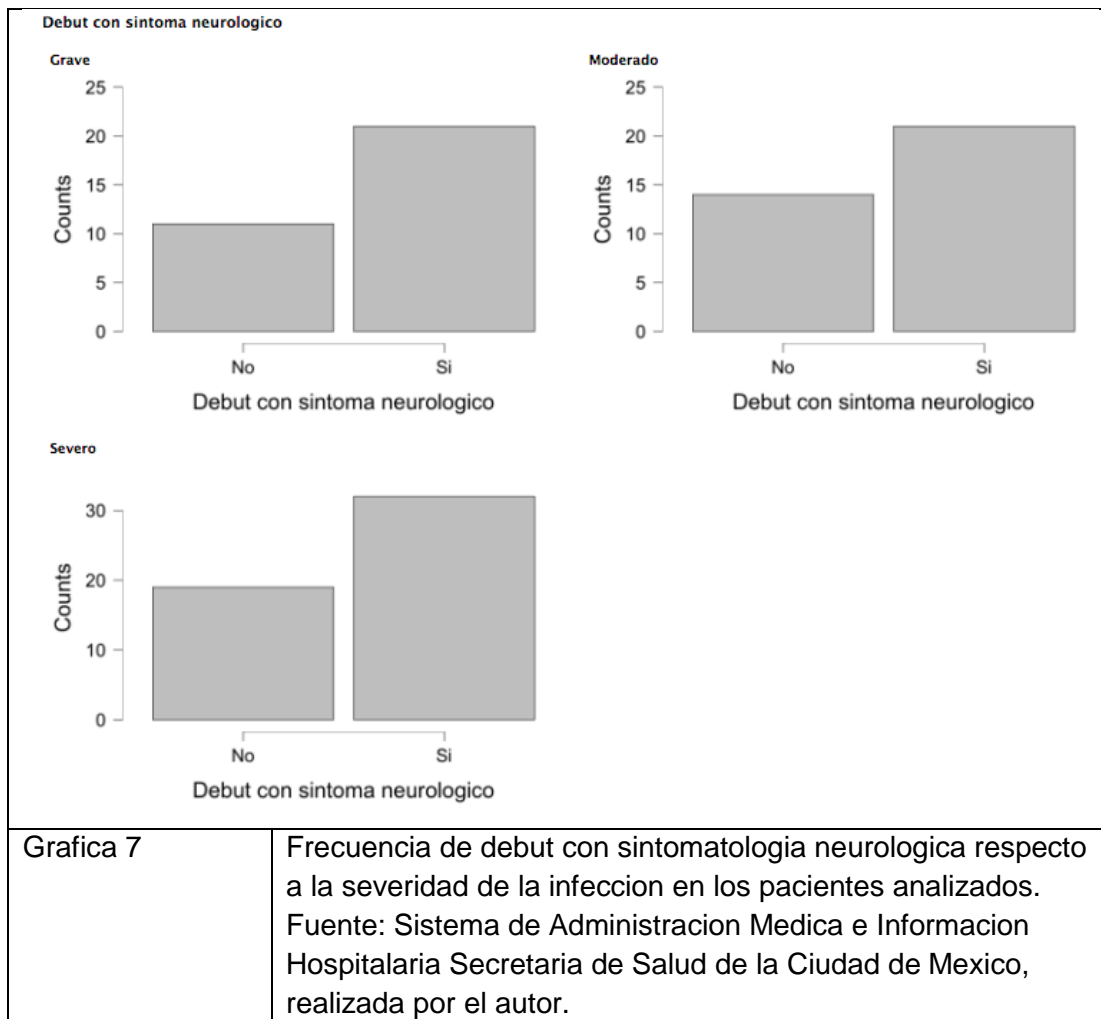 Debut con sintoma neurologico
Grave
25
20
15
10
5
0
Counts
No Si
Debut con sintoma neurologico
Moderado
25
20
15
10
5
0
Counts
No Si
Debut con sintoma neurologico
Severo
30
20
10
0
Counts
No Si
Debut con sintoma neurologico
Grafica 7
Frecuencia de debut con sintomatologia neurologica respecto
a la severidad de la infeccion en los pacientes analizados.
Fuente: Sistema de Administracion Medica e Informacion
Hospitalaria Secretaria de Salud de la Ciudad de Mexico,
realizada por el autor.